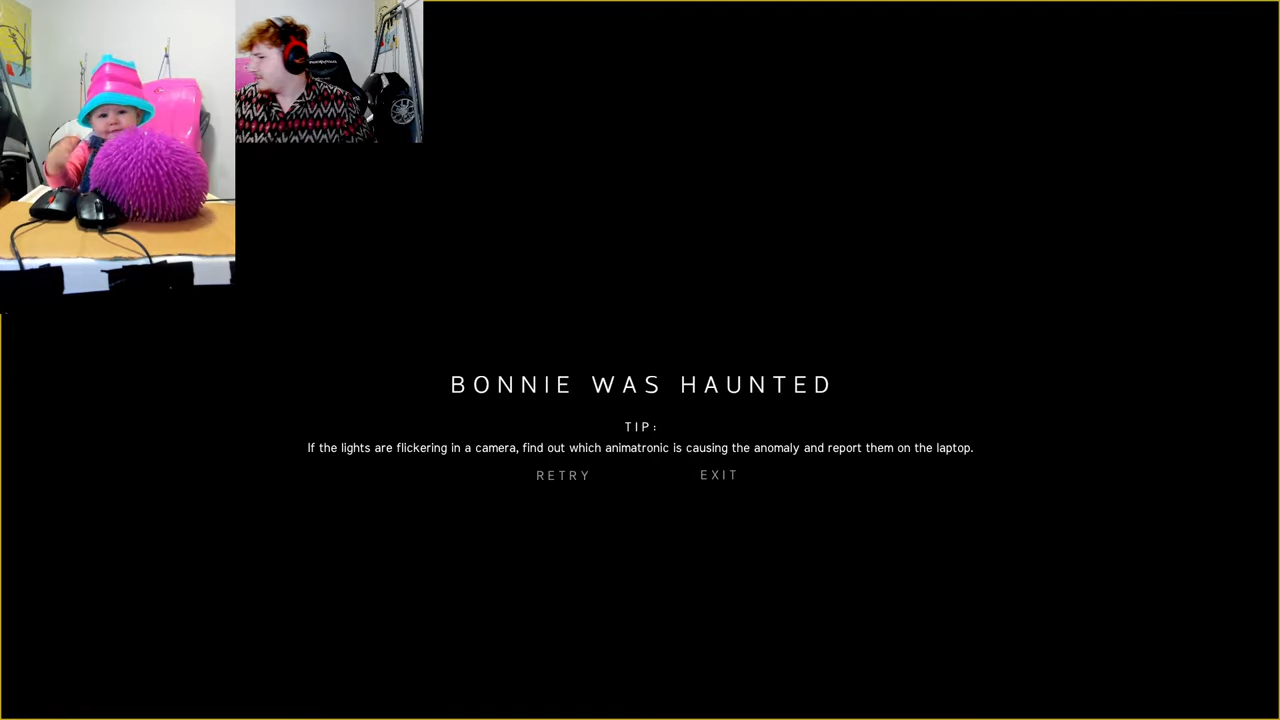 BONNIE WAS HAUNTED
TIP:
If the lights are flickering in a camera, find out which animatronic is causing the anomaly and report them on the laptop.
RETRY EXIT